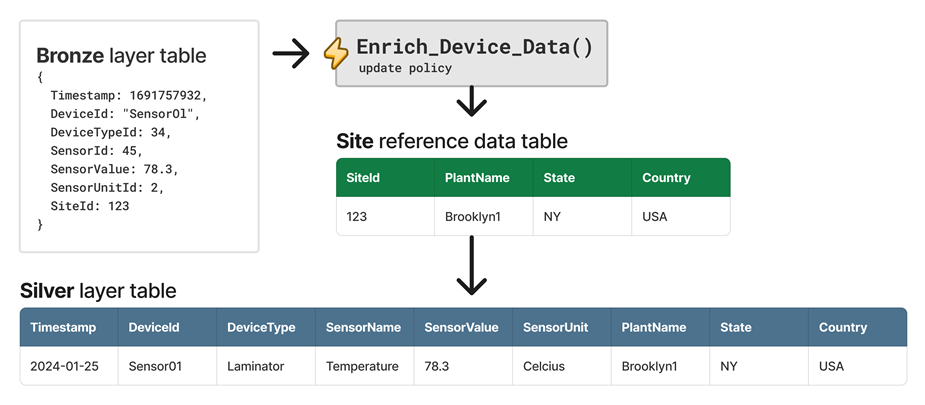 Bronze layer table
{
Timestamp: 1691757932,
DeviceId: "SensorOl",
DeviceTypeId: 34,
SensorId: 45,
SensorValue: 78.3,
SensorUnitId: 2,
SiteId: 123
}
Enrich_Device_Data()
update policy
Site reference data table
SiteId PlantName State Country
123 Brooklyn1 NY USA
Silver layer table
Timestamp DeviceId DeviceType SensorName SensorValue SensorUnit PlantName State Country
2024-01-25 Sensor01 Laminator Temperature 78.3 Celcius Brooklyn1 NY USA